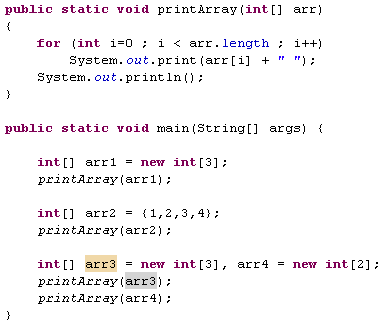 public static void printArray(int[] arr)
{
    for (int i=0 ; i < arr.length ; i++)
        System.out.print(arr[i] + " ");
    System.out.println();
}

public static void main(String[] args) {

    int[] arr1 = new int[3];
    printArray(arr1);

    int[] arr2 = {1,2,3,4};
    printArray(arr2);

    int[] arr3 = new int[3], arr4 = new int[2];
    printArray(arr3);
    printArray(arr4);
}